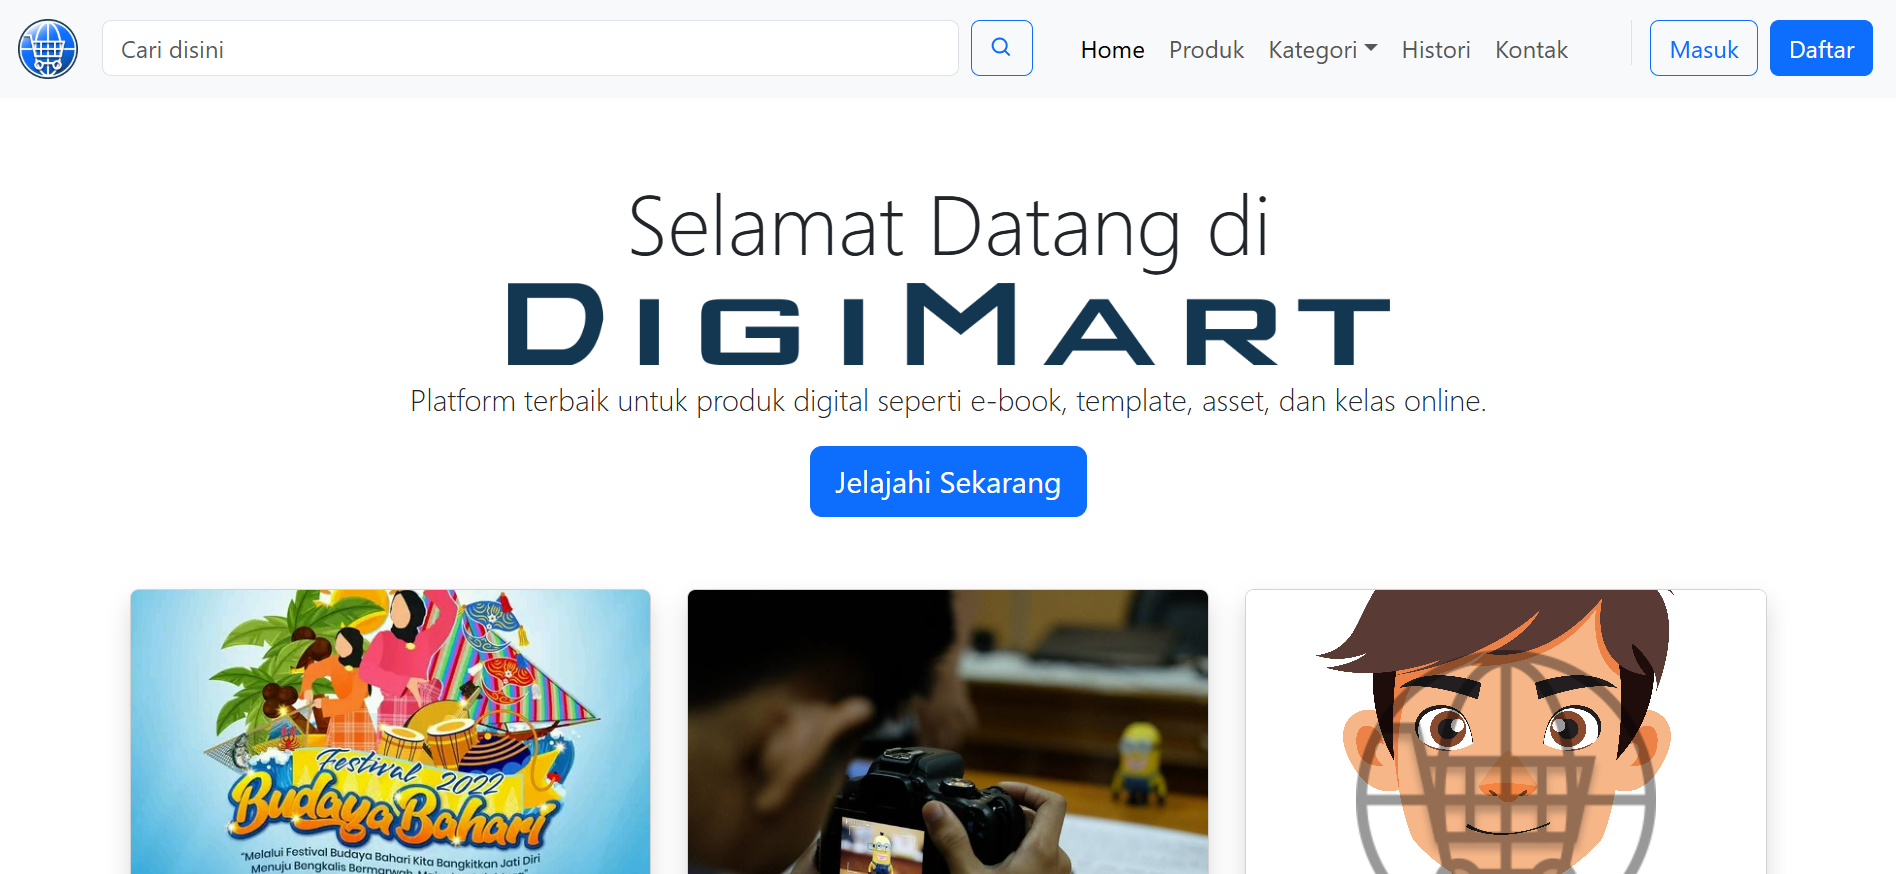 Cari disini
Home Produk Kategori Histori Kontak Masuk Daftar
Selamat Datang di
DIGIMART
Platform terbaik untuk produk digital seperti e-book, template, asset, dan kelas online.
Jelajahi Sekarang
Festival 2022
Budaya Bahari
"Melalui Festival Budaya Bahari Kita Bangkitkan Jati Diri
Menuju Bengkalis Bermarwah